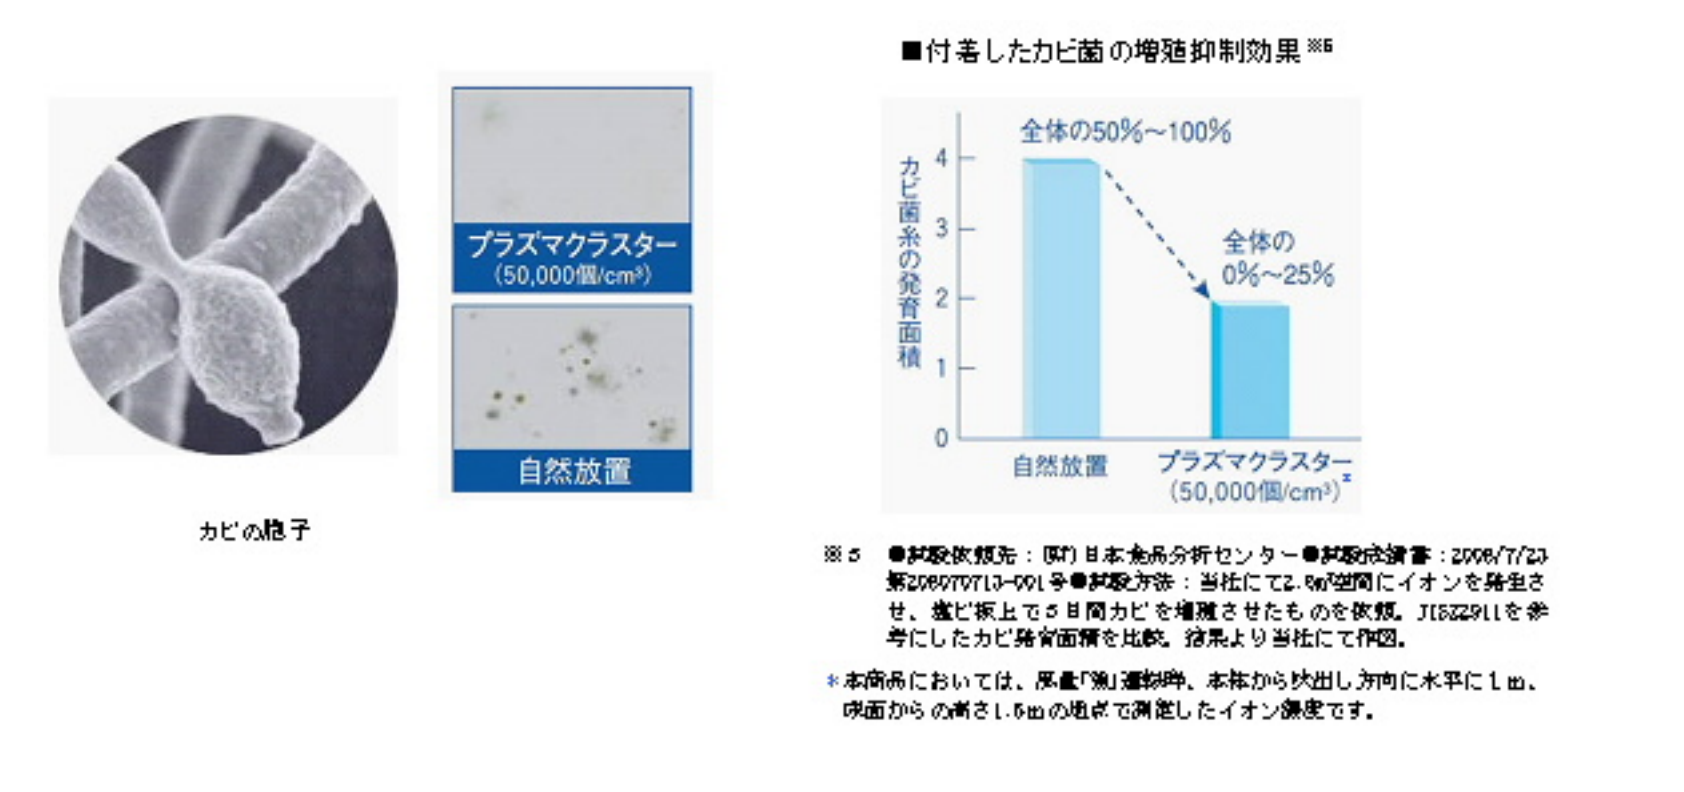 ■付着したカビ菌の増殖抑制効果※5
プラズマクラスター
(50,000個/cm³)
自然放置
カビの胞子
カビ菌糸の発育面積
4
3
2
1
0
全体の50%～100%
全体の
0%～25%
自然放置
プラズマクラスター*
(50,000個/cm³)
※5 ●試験依頼先：(財)日本食品分析センター●試験成績書：2008/7/23
第208070713-001号●試験方法：当社にて2. 空間にイオンを発生さ
せ、塩ビ板上で5日間カビを増殖させたものを依頼。JISZ2911を参
考にしたカビ発育面積を比較。結果より当社にて作図。
*本商品においては、風量「強」運転時、本体から吹出し方向に水平に1m、
床面からの高さ1.5mの地点で測定したイオン濃度です。